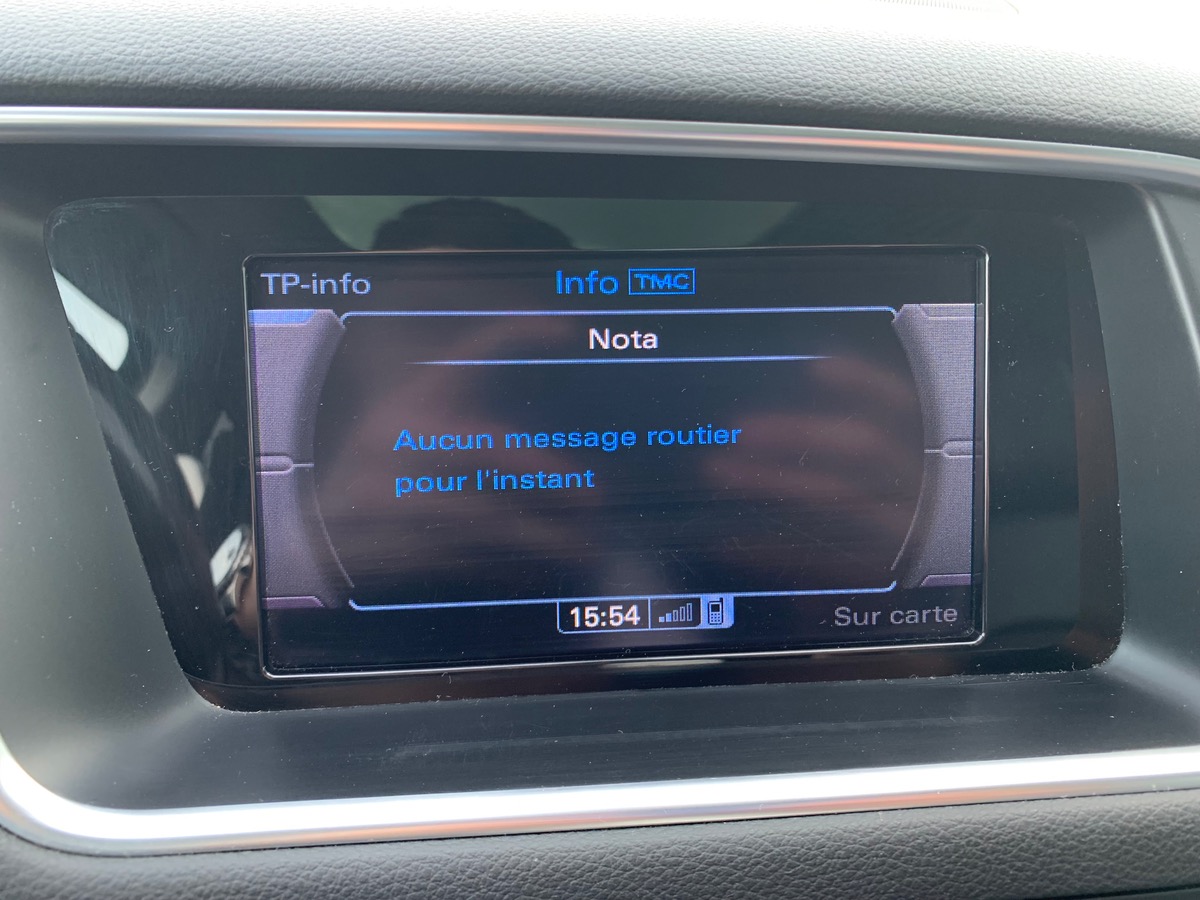 TP-info
Info TMC
Nota
Aucun message routier
pour l'instant
15:54
Sur carte